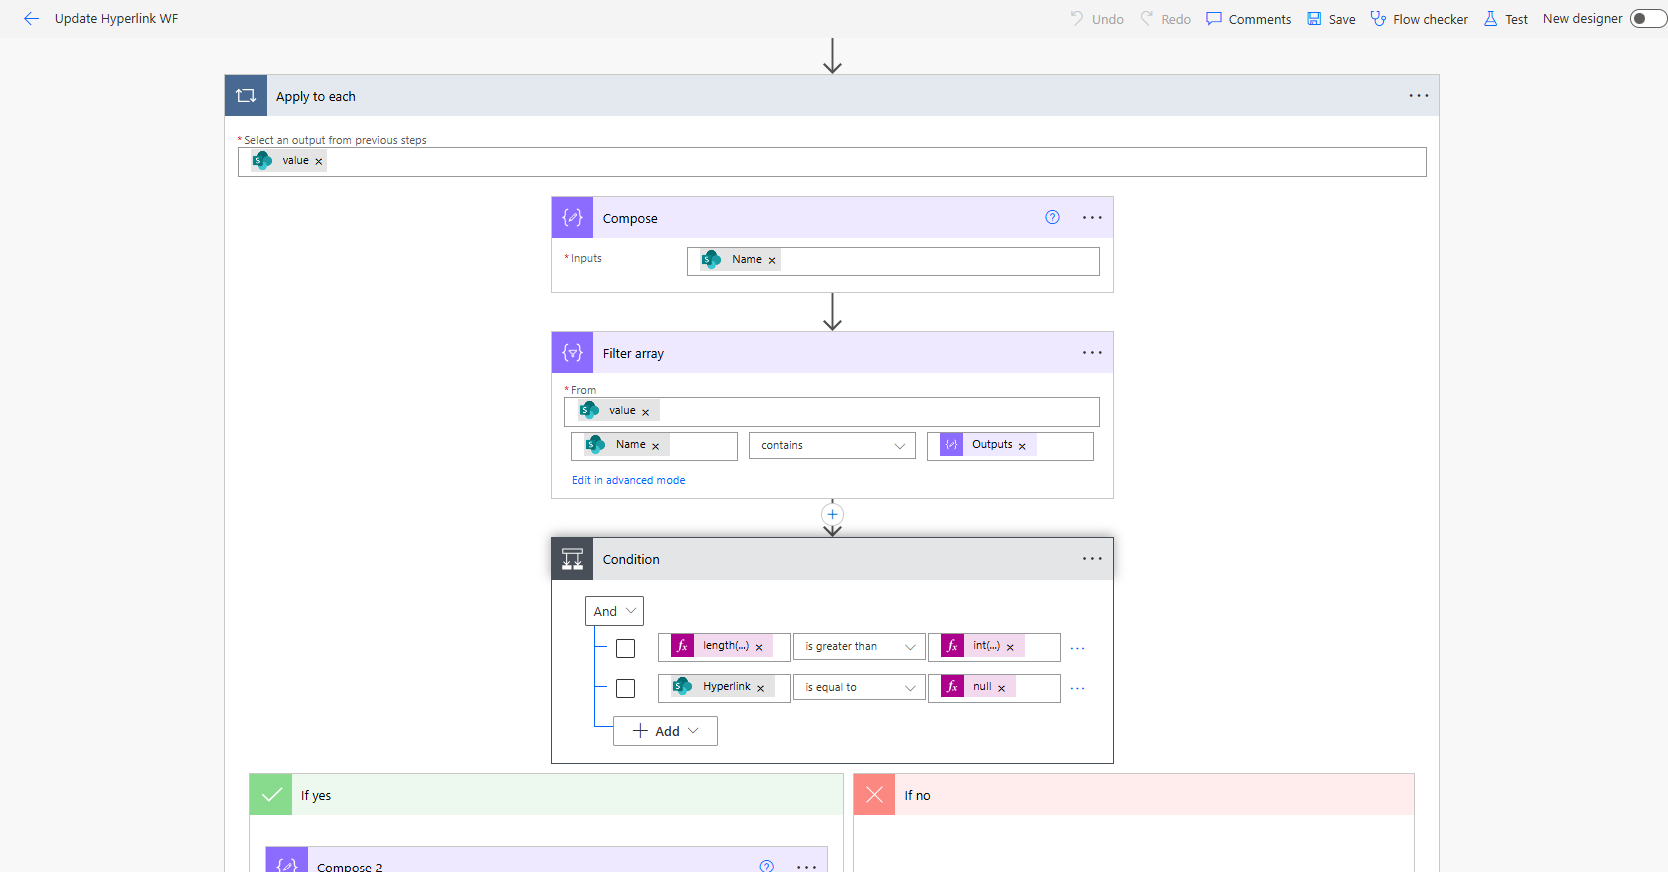 Update Hyperlink WF
Undo
Redo
Comments
Save
Flow checker
Test
New designer
Apply to each
* Select an output from previous steps
value
Compose
* Inputs
Name
Filter array
* From
value
Name
contains
Outputs
Edit in advanced mode
Condition
And
length(...)
is greater than
int(...)
Hyperlink
is equal to
null
Add
If yes
If no
Compose 2